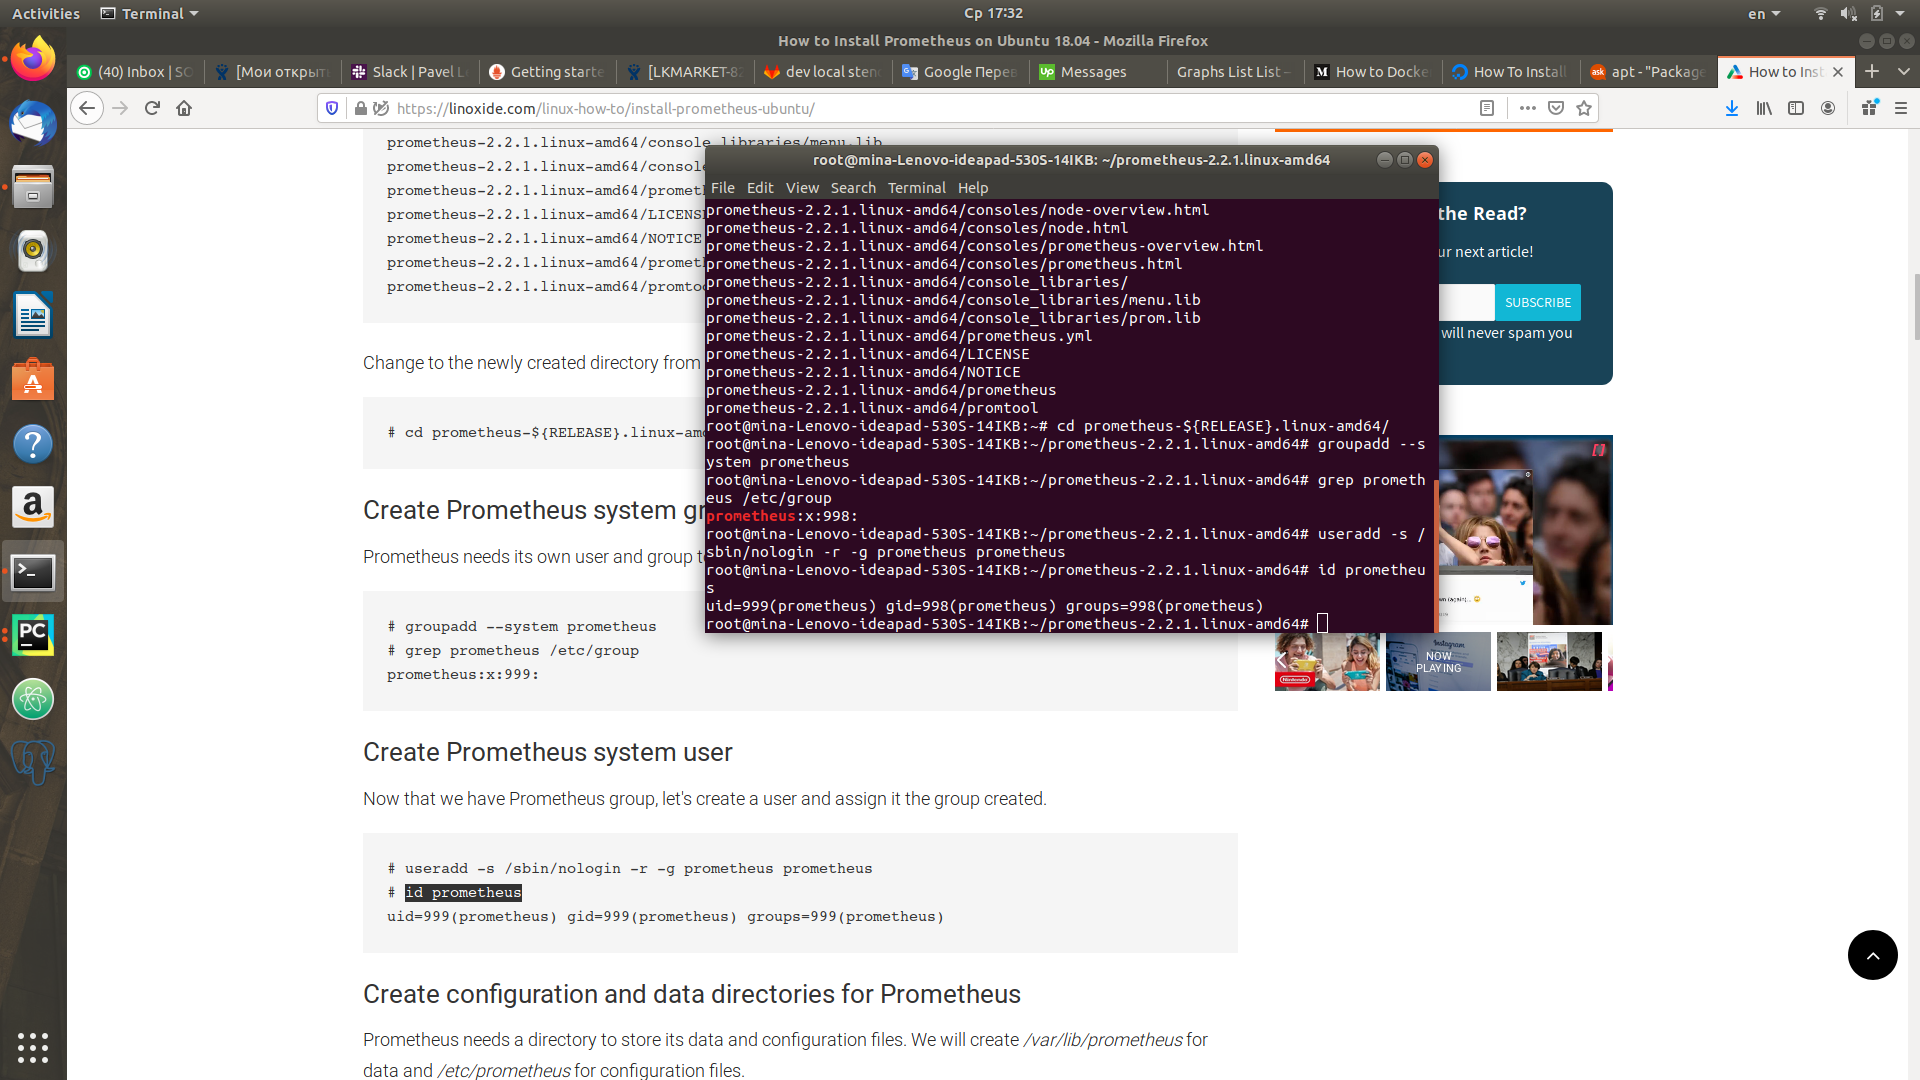 Activities
Terminal
Ср 17:32
en
How to Install Prometheus on Ubuntu 18.04 - Mozilla Firefox
(40) Inbox | SO
[Мои открыт
Slack | Pavel L
Getting starte
[LKMARKET-82
dev local stend
Google Перев
Messages
Graphs List List –
How to Docke
How To Install
apt - "Package
How to Inst
https://linoxide.com/linux-how-to/install-prometheus-ubuntu/
prometheus-2.2.1.linux-amd64/console_libraries/menu.lib
prometheus-2.2.1.linux-amd64/console
prometheus-2.2.1.linux-amd64/promet
prometheus-2.2.1.linux-amd64/LICENSE
prometheus-2.2.1.linux-amd64/NOTICE
prometheus-2.2.1.linux-amd64/promet
prometheus-2.2.1.linux-amd64/promtoo
Change to the newly created directory from
# cd prometheus-${RELEASE}.linux-amd
Create Prometheus system gr
Prometheus needs its own user and group to
# groupadd --system prometheus
# grep prometheus /etc/group
prometheus:x:999:
Create Prometheus system user
Now that we have Prometheus group, let's create a user and assign it the group created.
# useradd -s /sbin/nologin -r -g prometheus prometheus
# id prometheus
uid=999(prometheus) gid=999(prometheus) groups=999(prometheus)
Create configuration and data directories for Prometheus
Prometheus needs a directory to store its data and configuration files. We will create /var/lib/prometheus for
data and /etc/prometheus for configuration files.
root@mina-Lenovo-ideapad-530S-14IKB: ~/prometheus-2.2.1.linux-amd64
File Edit View Search Terminal Help
prometheus-2.2.1.linux-amd64/consoles/node-overview.html
prometheus-2.2.1.linux-amd64/consoles/node.html
prometheus-2.2.1.linux-amd64/consoles/prometheus-overview.html
prometheus-2.2.1.linux-amd64/consoles/prometheus.html
prometheus-2.2.1.linux-amd64/console_libraries/
prometheus-2.2.1.linux-amd64/console_libraries/menu.lib
prometheus-2.2.1.linux-amd64/console_libraries/prom.lib
prometheus-2.2.1.linux-amd64/prometheus.yml
prometheus-2.2.1.linux-amd64/LICENSE
prometheus-2.2.1.linux-amd64/NOTICE
prometheus-2.2.1.linux-amd64/prometheus
prometheus-2.2.1.linux-amd64/promtool
root@mina-Lenovo-ideapad-530S-14IKB:~# cd prometheus-${RELEASE}.linux-amd64/
root@mina-Lenovo-ideapad-530S-14IKB:~/prometheus-2.2.1.linux-amd64# groupadd --s
ystem prometheus
root@mina-Lenovo-ideapad-530S-14IKB:~/prometheus-2.2.1.linux-amd64# grep prometh
eus /etc/group
prometheus:x:998:
root@mina-Lenovo-ideapad-530S-14IKB:~/prometheus-2.2.1.linux-amd64# useradd -s /
sbin/nologin -r -g prometheus prometheus
root@mina-Lenovo-ideapad-530S-14IKB:~/prometheus-2.2.1.linux-amd64# id prometheu
s
uid=999(prometheus) gid=998(prometheus) groups=998(prometheus)
root@mina-Lenovo-ideapad-530S-14IKB:~/prometheus-2.2.1.linux-amd64#
the Read?
ur next article!
SUBSCRIBE
will never spam you
Nintendo
Instagram
NOW
PLAYING